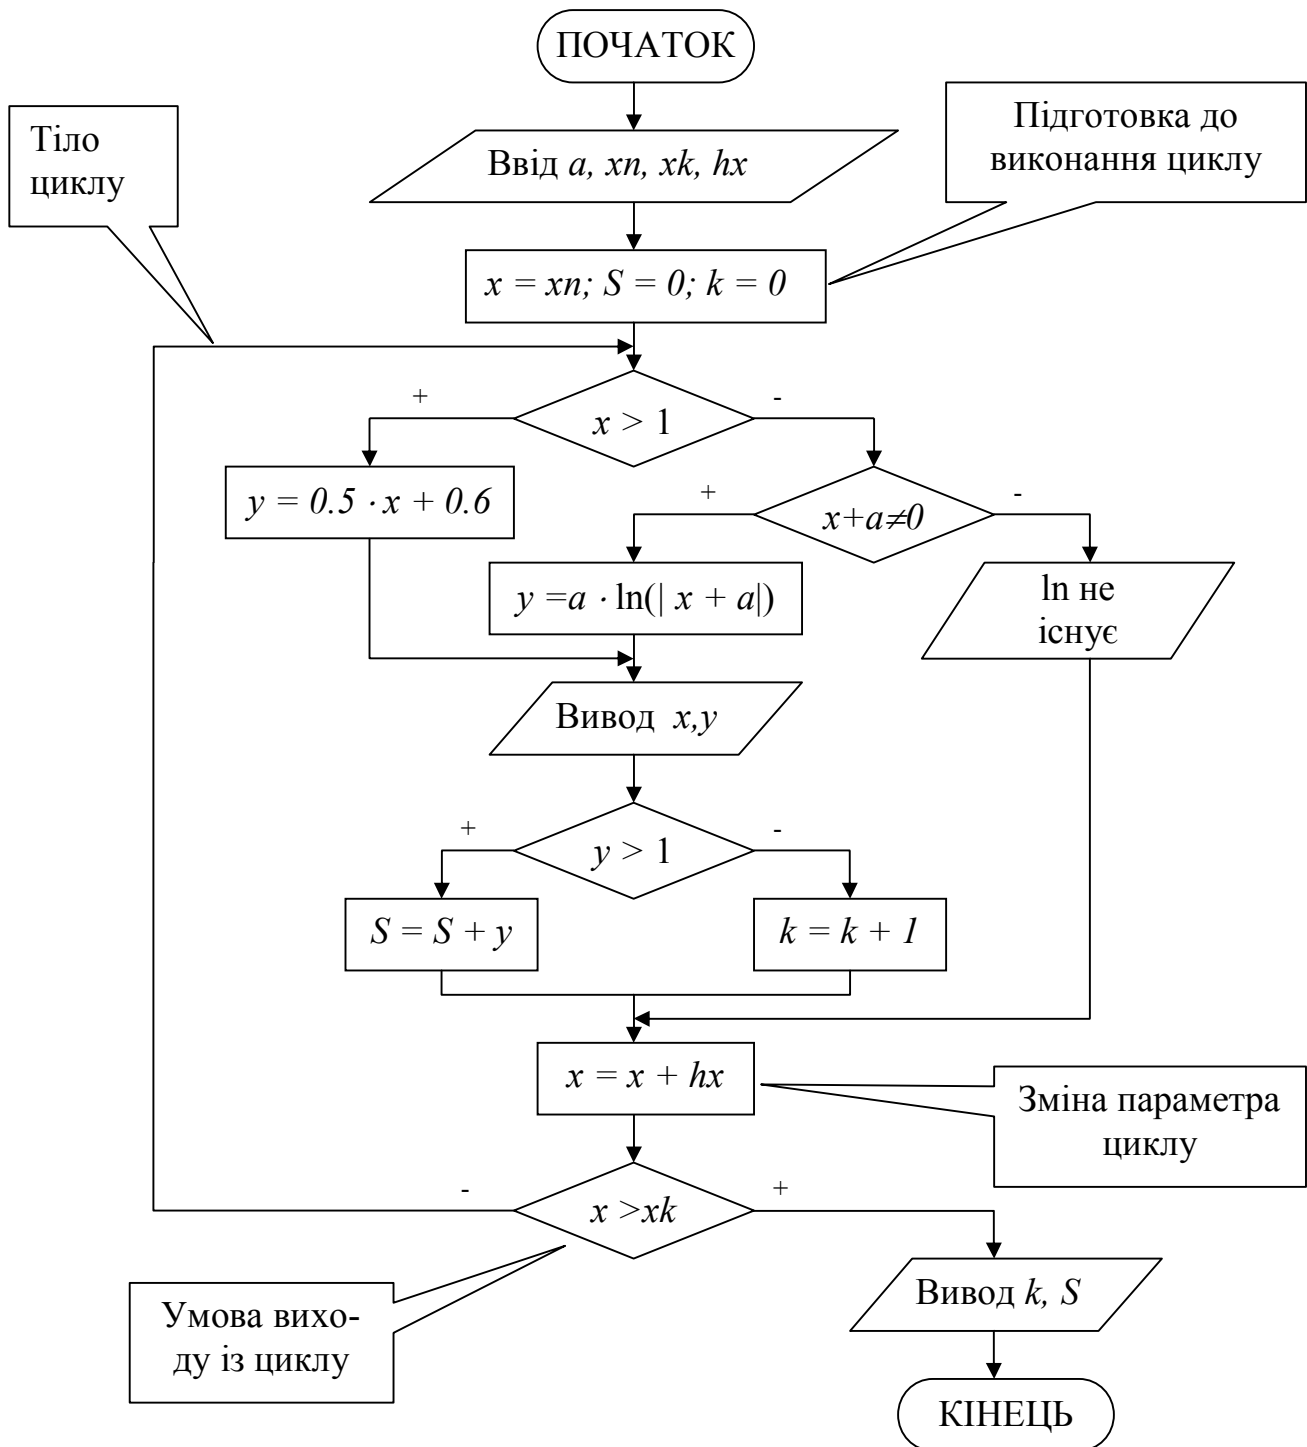 ПОЧАТОК
Тіло
циклу
Підготовка до
виконання циклу
Ввід a, xn, xk, hx
x = xn; S = 0; k = 0
+
-
x > 1
y = 0.5 · x + 0.6
+
-
x+a≠0
y =a · ln(| x + a|)
ln не
існує
Вивод x,y
+
-
y > 1
S = S + y
k = k + 1
x = x + hx
Зміна параметра
циклу
-
+
x >xk
Умова вихо-
ду із циклу
Вивод k, S
КІНЕЦЬ